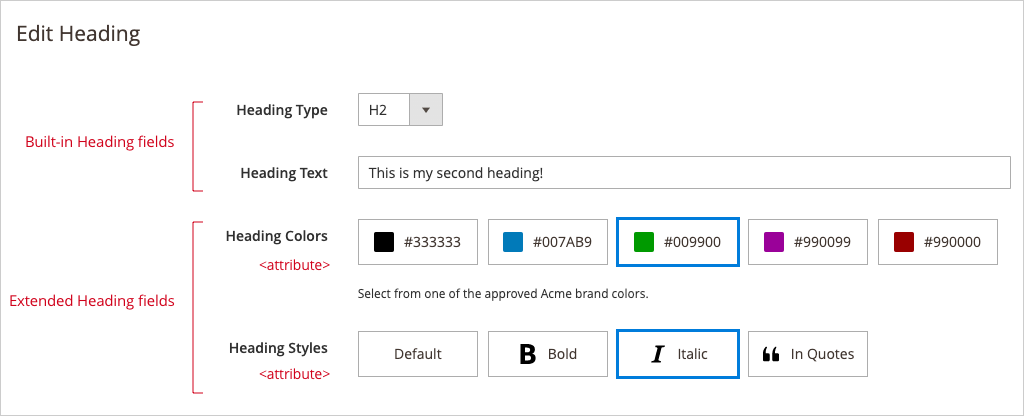 Edit Heading
Heading Type
H2
Built-in Heading fields
Heading Text
This is my second heading!
Heading Colors
#333333
#007AB9
#009900
#990099
#990000
<attribute>
Select from one of the approved Acme brand colors.
Extended Heading fields
Heading Styles
Default
B Bold
I Italic
“ In Quotes
<attribute>